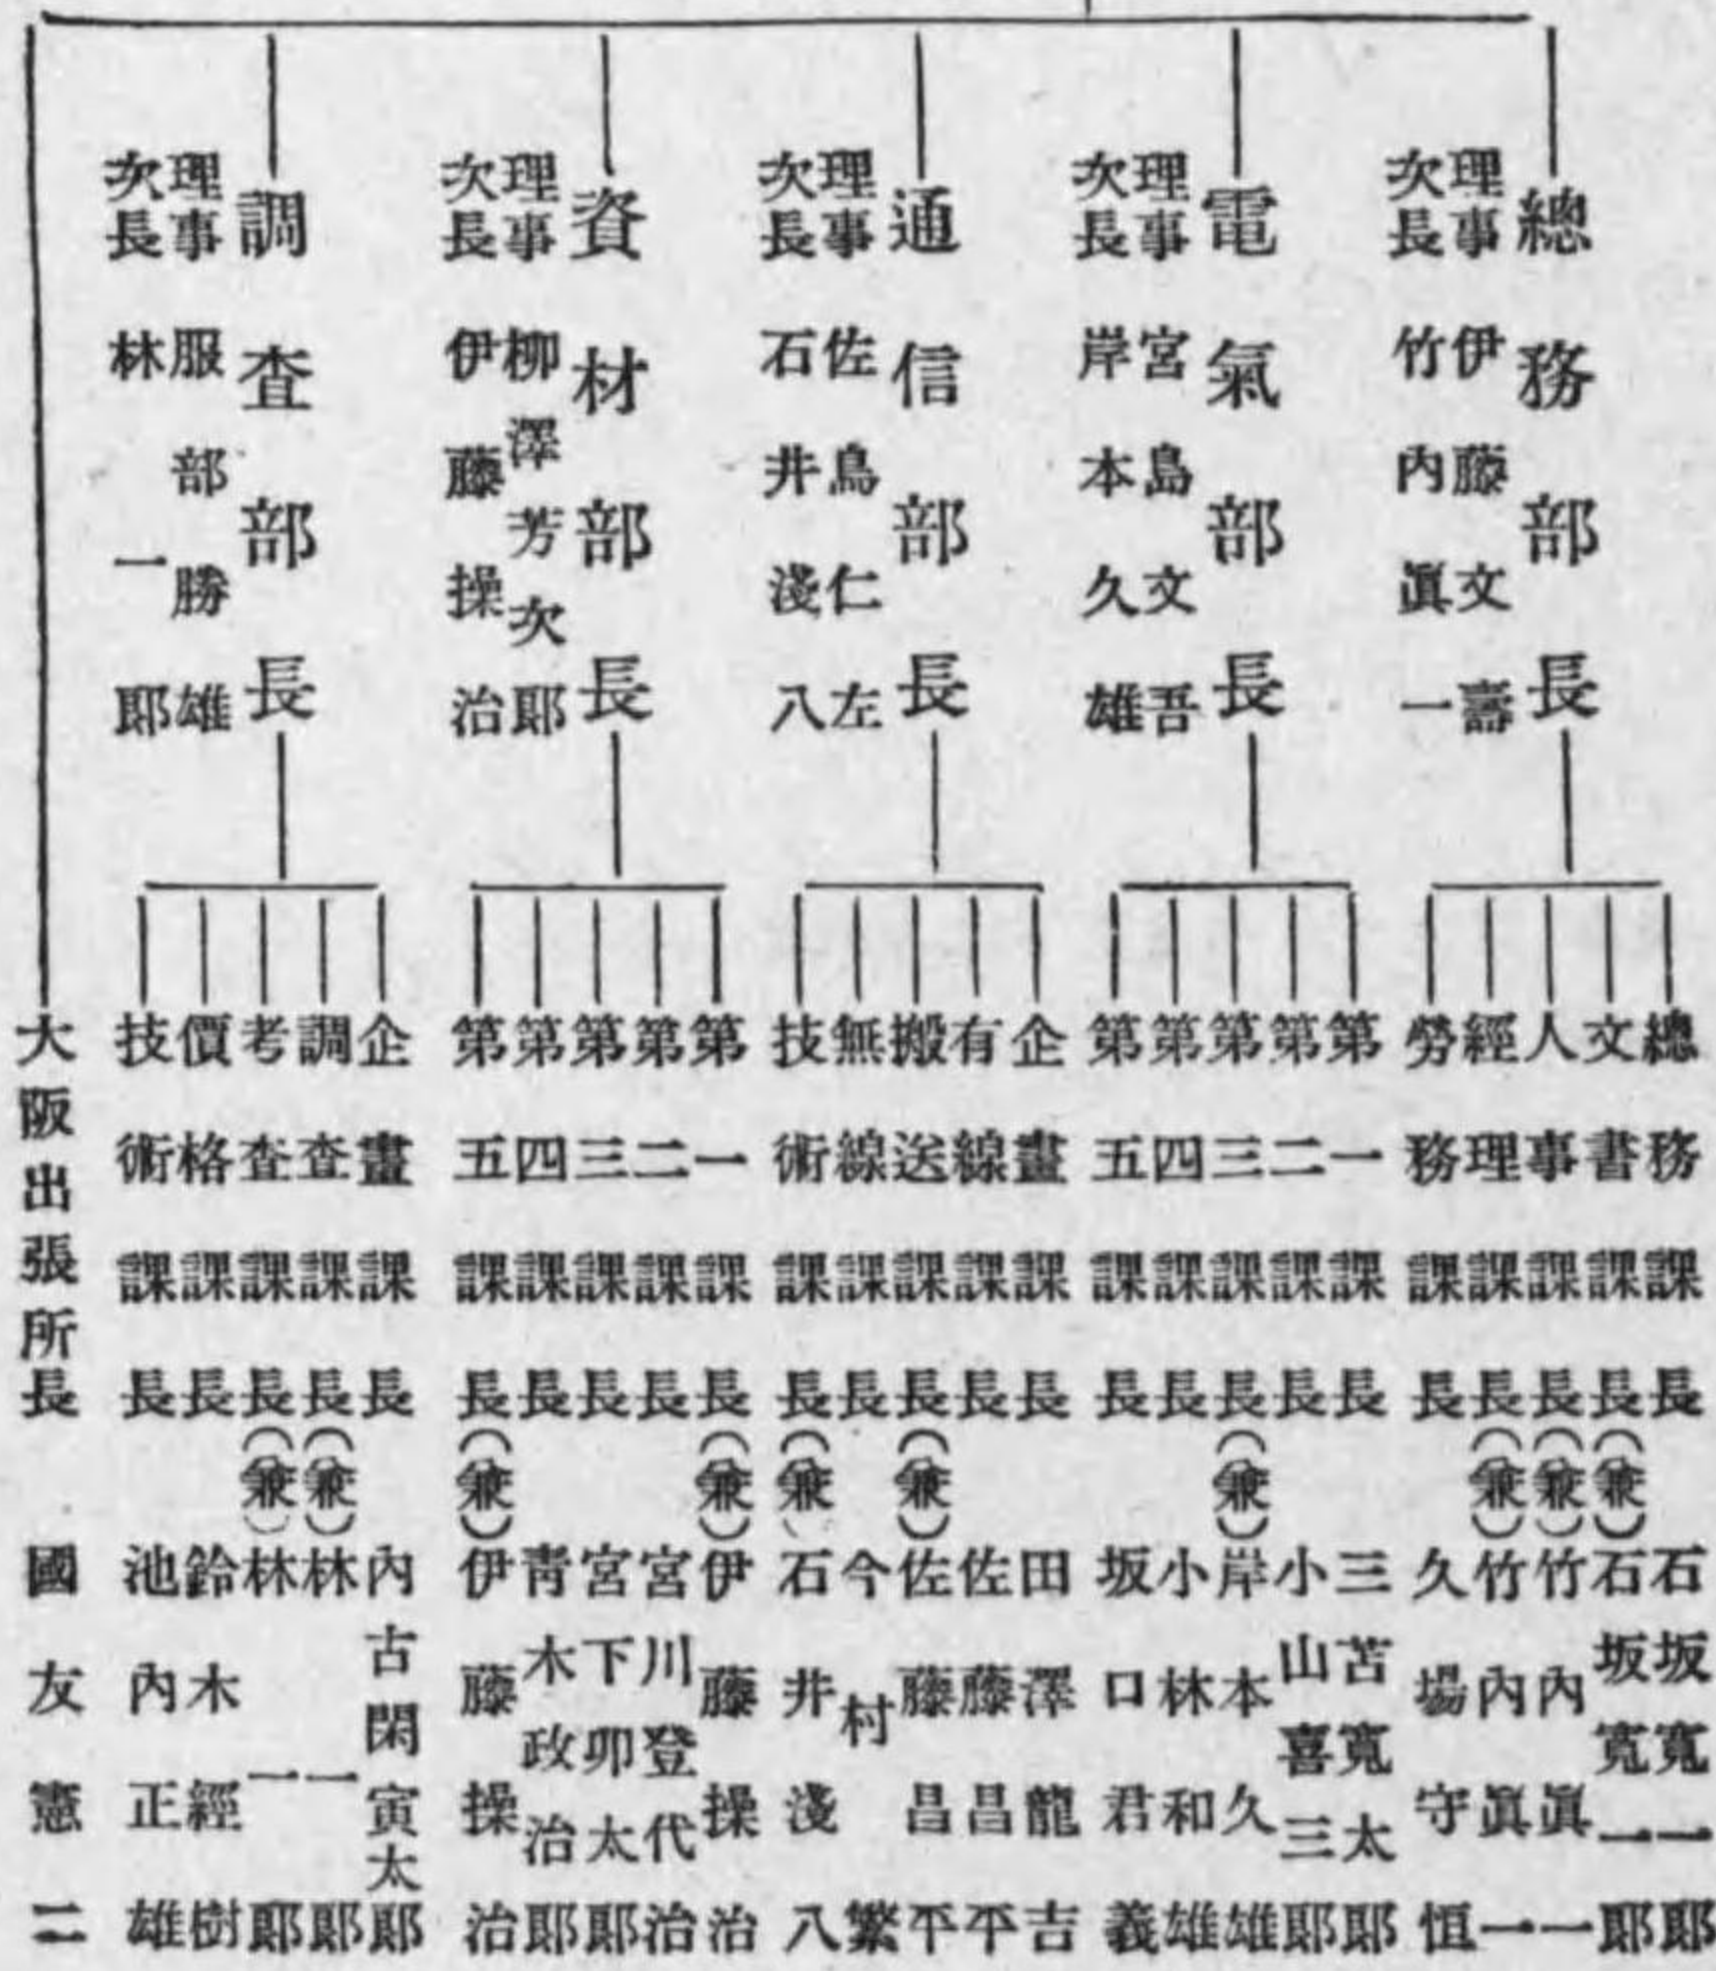 總務部長
理事 伊藤文壽
次長 竹內眞一
總務課長 石坂寬一郎
文書課長(兼) 石坂寬一郎
人事課長(兼) 竹內眞一
經理課長(兼) 竹內眞一
勞務課長 久場守恒
電氣部長
理事 宮島文吾
次長 岸本久雄
第一課長 三苫寬太郎
第二課長 小山喜三郎
第三課長(兼) 岸本久雄
第四課長 小林和雄
第五課長 坂口君義
通信部長
理事 佐鳥仁左
次長 石井淺八
企畫課長 田澤龍吉
有線課長 佐藤昌平
搬送課長(兼) 佐藤昌平
無線課長 今村繁
技術課長(兼) 石井淺八
資材部長
理事 柳澤芳次郎
次長 伊藤操治
第一課長(兼) 伊藤操治
第二課長 宮川登代治
第三課長 宮下卯太郎
第四課長 靑木政治郎
第五課長(兼) 伊藤操治
調査部長
理事 服部勝雄
次長 林一郎
企畫課長 內古閑寅太郎
調査課長(兼) 林一郎
考査課長(兼) 林一郎
價格課長 鈴木經樹
技術課長 池內正雄
大阪出張所長 國友憲二